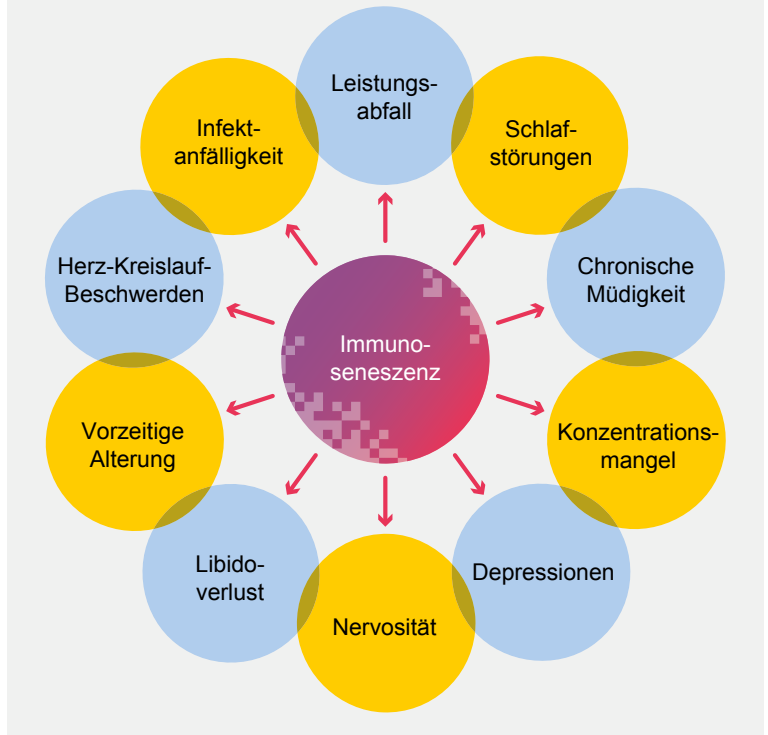 Leistungs-
abfall
Schlaf-
störungen
Chronische
Müdigkeit
Konzentrations-
mangel
Depressionen
Nervosität
Libido-
verlust
Vorzeitige
Alterung
Herz-Kreislauf-
Beschwerden
Infekt-
anfälligkeit
Immuno-
seneszenz